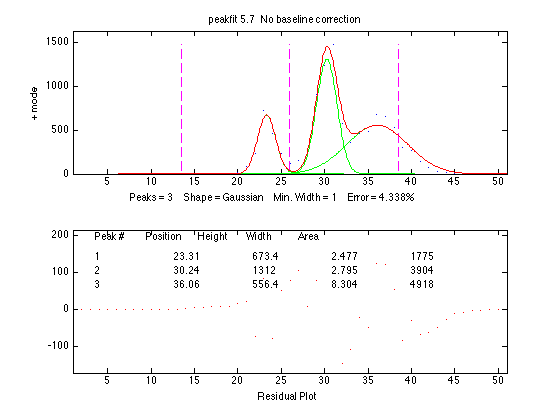 peakfit 5.7 No baseline correction
1500
1000
500
0
+ mode
5 10 15 20 25 30 35 40 45 50
Peaks = 3 Shape = Gaussian Min. Width = 1 Error = 4.338%
200
100
0
-100
Peak # Position Height Width Area
1 23.31 673.4 2.477 1775
2 30.24 1312 2.795 3904
3 36.06 556.4 8.304 4918
5 10 15 20 25 30 35 40 45 50
Residual Plot